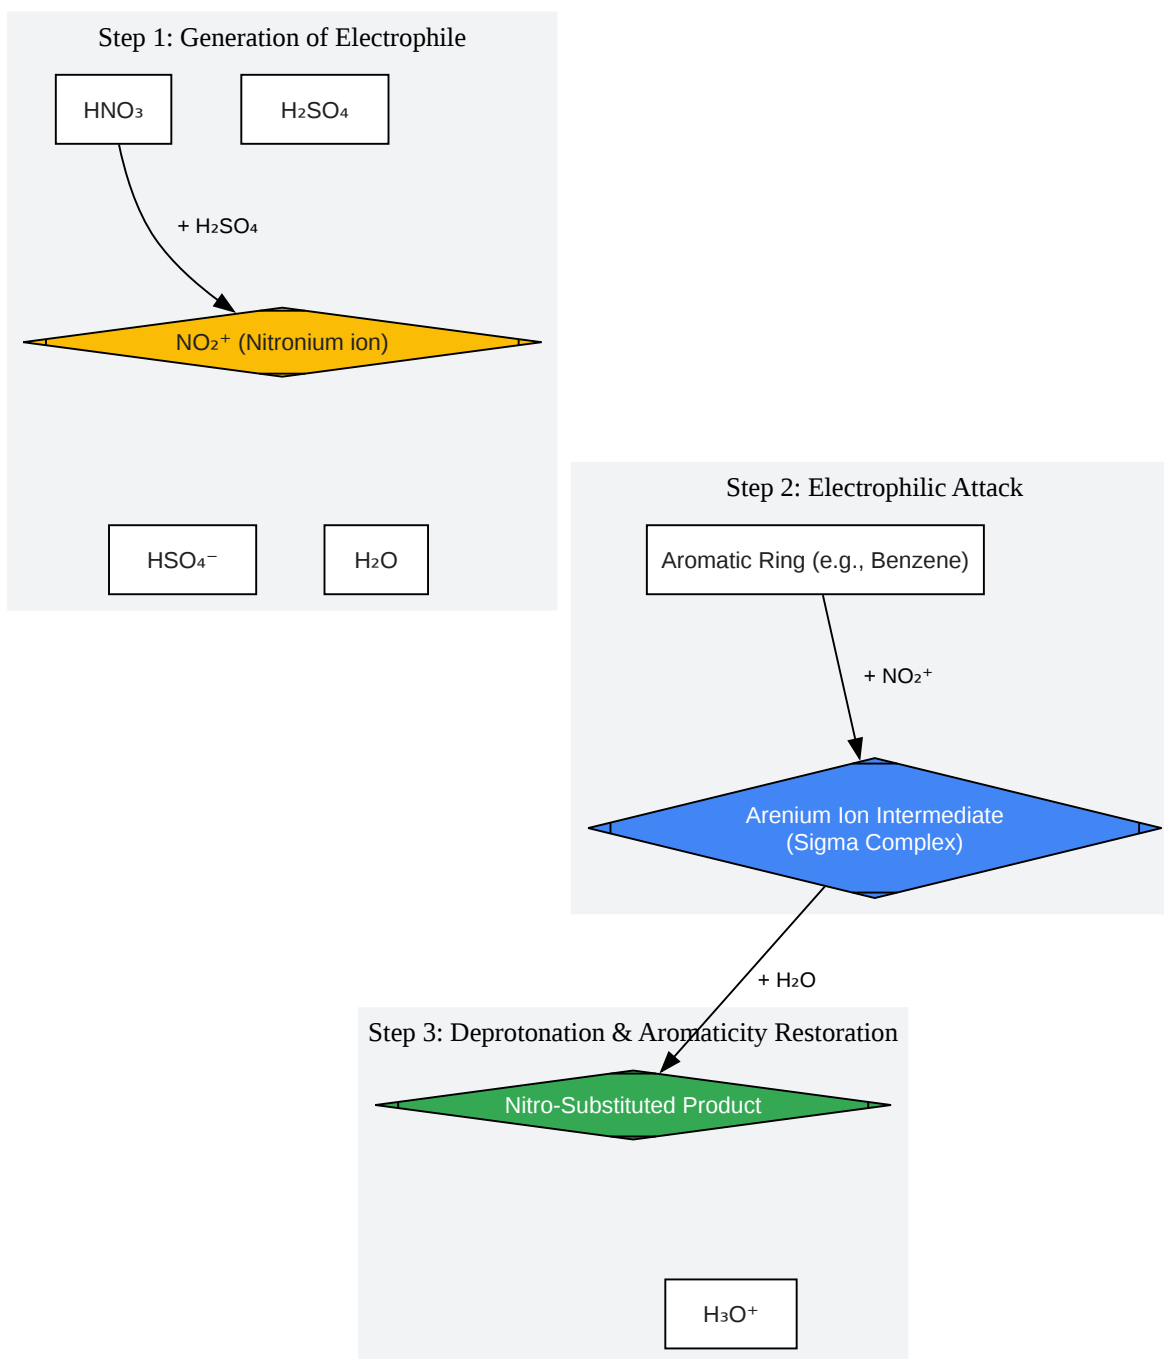 Step 1: Generation of Electrophile
HNO₃
H₂SO₄
+ H₂SO₄
NO₂⁺ (Nitronium ion)
HSO₄⁻
H₂O
Step 2: Electrophilic Attack
Aromatic Ring (e.g., Benzene)
+ NO₂⁺
Arenium Ion Intermediate
(Sigma Complex)
+ H₂O
Step 3: Deprotonation & Aromaticity Restoration
Nitro-Substituted Product
H₃O⁺